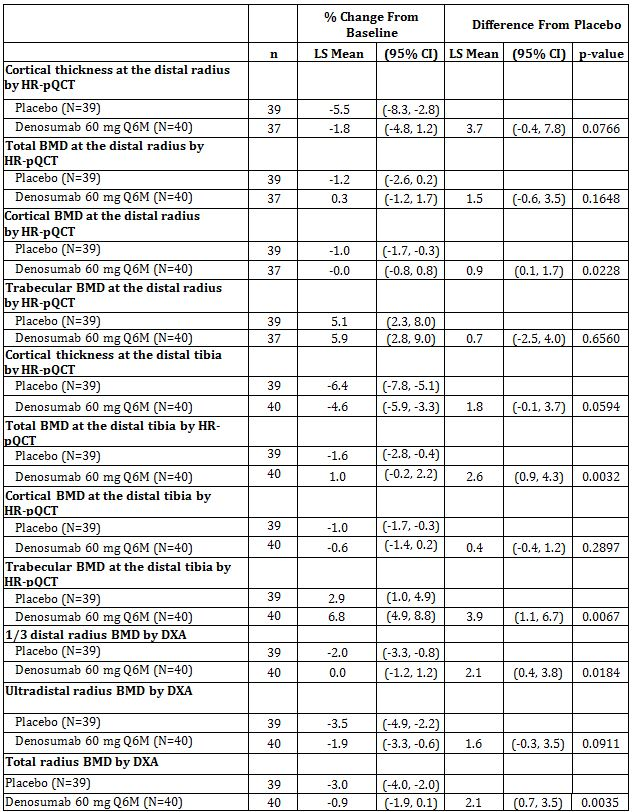 % Change From Baseline Difference From Placebo
n LS Mean (95% CI) LS Mean (95% CI) p-value
Cortical thickness at the distal radius
by HR-pQCT
Placebo (N=39) 39 -5.5 (-8.3, -2.8)
Denosumab 60 mg Q6M (N=40) 37 -1.8 (-4.8, 1.2) 3.7 (-0.4, 7.8) 0.0766
Total BMD at the distal radius by
HR-pQCT
Placebo (N=39) 39 -1.2 (-2.6, 0.2)
Denosumab 60 mg Q6M (N=40) 37 0.3 (-1.2, 1.7) 1.5 (-0.6, 3.5) 0.1648
Cortical BMD at the distal radius
by HR-pQCT
Placebo (N=39) 39 -1.0 (-1.7, -0.3)
Denosumab 60 mg Q6M (N=40) 37 -0.0 (-0.8, 0.8) 0.9 (0.1, 1.7) 0.0228
Trabecular BMD at the distal radius
by HR-pQCT
Placebo (N=39) 39 5.1 (2.3, 8.0)
Denosumab 60 mg Q6M (N=40) 37 5.9 (2.8, 9.0) 0.7 (-2.5, 4.0) 0.6560
Cortical thickness at the distal tibia
by HR-pQCT
Placebo (N=39) 39 -6.4 (-7.8, -5.1)
Denosumab 60 mg Q6M (N=40) 40 -4.6 (-5.9, -3.3) 1.8 (-0.1, 3.7) 0.0594
Total BMD at the distal tibia by HR-
pQCT
Placebo (N=39) 39 -1.6 (-2.8, -0.4)
Denosumab 60 mg Q6M (N=40) 40 1.0 (-0.2, 2.2) 2.6 (0.9, 4.3) 0.0032
Cortical BMD at the distal tibia by
HR-pQCT
Placebo (N=39) 39 -1.0 (-1.7, -0.3)
Denosumab 60 mg Q6M (N=40) 40 -0.6 (-1.4, 0.2) 0.4 (-0.4, 1.2) 0.2897
Trabecular BMD at the distal tibia by
HR-pQCT
Placebo (N=39) 39 2.9 (1.0, 4.9)
Denosumab 60 mg Q6M (N=40) 40 6.8 (4.9, 8.8) 3.9 (1.1, 6.7) 0.0067
1/3 distal radius BMD by DXA
Placebo (N=39) 39 -2.0 (-3.3, -0.8)
Denosumab 60 mg Q6M (N=40) 40 0.0 (-1.2, 1.2) 2.1 (0.4, 3.8) 0.0184
Ultradistal radius BMD by DXA
Placebo (N=39) 39 -3.5 (-4.9, -2.2)
Denosumab 60 mg Q6M (N=40) 40 -1.9 (-3.3, -0.6) 1.6 (-0.3, 3.5) 0.0911
Total radius BMD by DXA
Placebo (N=39) 39 -3.0 (-4.0, -2.0)
Denosumab 60 mg Q6M (N=40) 40 -0.9 (-1.9, 0.1) 2.1 (0.7, 3.5) 0.0035